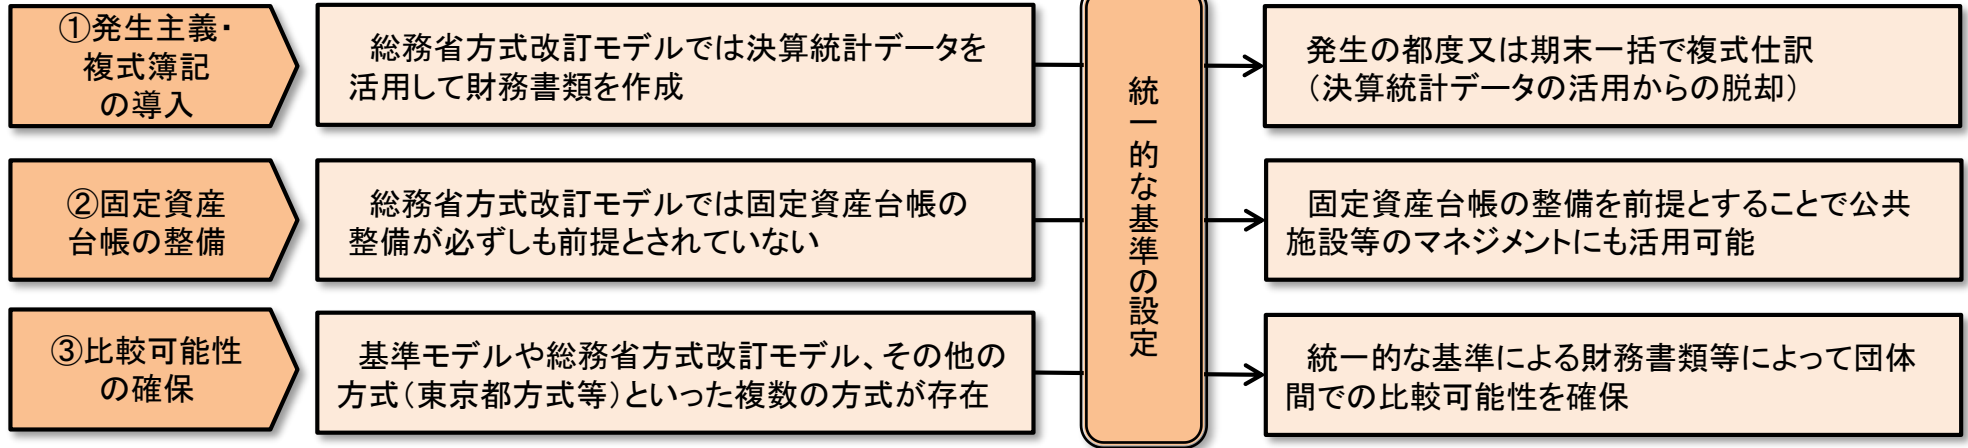 ①発生主義・
複式簿記
の導入
総務省方式改訂モデルでは決算統計データを
活用して財務書類を作成
発生の都度又は期末一括で複式仕訳
（決算統計データの活用からの脱却）
②固定資産
台帳の整備
総務省方式改訂モデルでは固定資産台帳の
整備が必ずしも前提とされていない
固定資産台帳の整備を前提とすることで公共
施設等のマネジメントにも活用可能
③比較可能性
の確保
基準モデルや総務省方式改訂モデル、その他の
方式（東京都方式等）といった複数の方式が存在
統一的な基準による財務書類等によって団体
間での比較可能性を確保
統一的な基準の設定